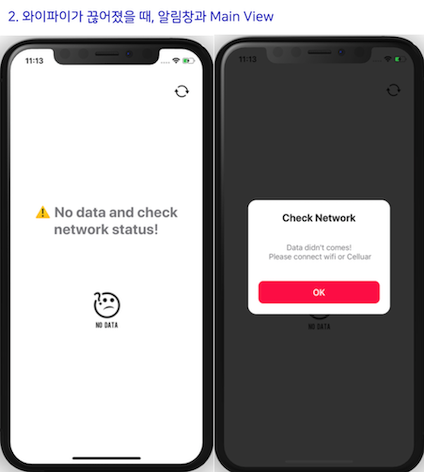 2. 와이파이가 끊어졌을 때, 알림창과 Main View
11:13
⚠️ No data and check
network status!
NO DATA
11:13
Check Network
Data didn't comes!
Please connect wifi or Celluar
OK